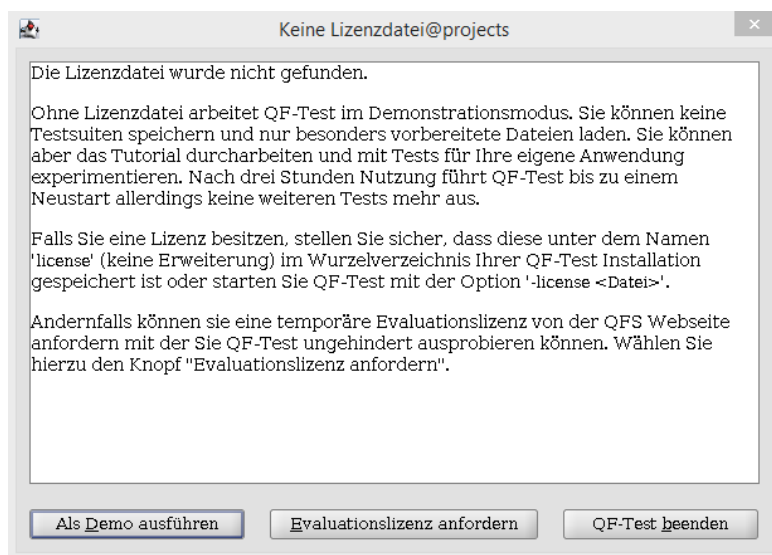 Keine Lizenzdatei@projects
Die Lizenzdatei wurde nicht gefunden.
Ohne Lizenzdatei arbeitet QF-Test im Demonstrationsmodus. Sie können keine
Testsuiten speichern und nur besonders vorbereitete Dateien laden. Sie können
aber das Tutorial durcharbeiten und mit Tests für Ihre eigene Anwendung
experimentieren. Nach drei Stunden Nutzung führt QF-Test bis zu einem
Neustart allerdings keine weiteren Tests mehr aus.
Falls Sie eine Lizenz besitzen, stellen Sie sicher, dass diese unter dem Namen
'license' (keine Erweiterung) im Wurzelverzeichnis Ihrer QF-Test Installation
gespeichert ist oder starten Sie QF-Test mit der Option '-license <Datei>'.
Andernfalls können sie eine temporäre Evaluationslizenz von der QFS Webseite
anfordern mit der Sie QF-Test ungehindert ausprobieren können. Wählen Sie
hierzu den Knopf "Evaluationslizenz anfordern".
Als Demo ausführen
Evaluationslizenz anfordern
QF-Test beenden